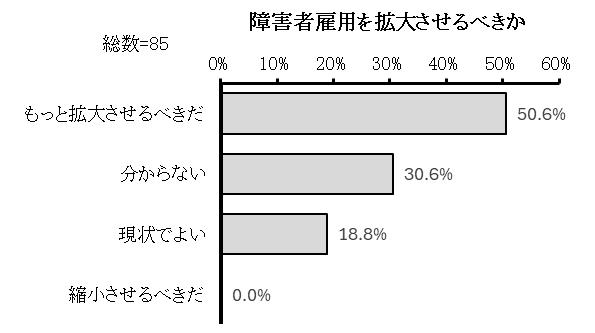 障害者雇用を拡大させるべきか
総数=85
0% 10% 20% 30% 40% 50% 60%
もっと拡大させるべきだ 50.6%
分からない 30.6%
現状でよい 18.8%
縮小させるべきだ 0.0%